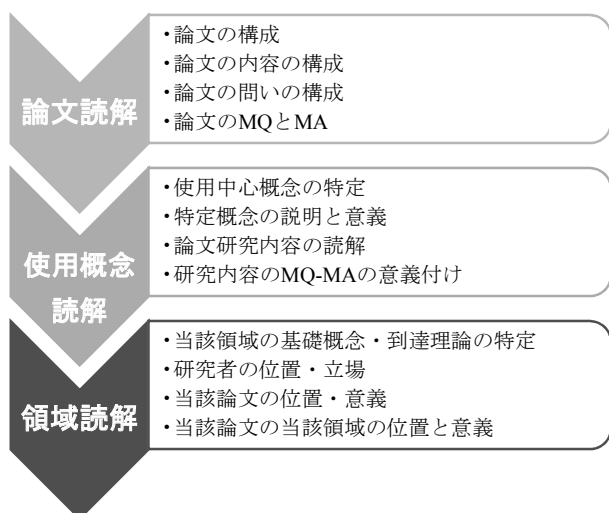 論文読解
・論文の構成
・論文の内容の構成
・論文の問いの構成
・論文のMQとMA
使用概念
読解
・使用中心概念の特定
・特定概念の説明と意義
・論文研究内容の読解
・研究内容のMQ-MAの意義付け
領域読解
・当該領域の基礎概念・到達理論の特定
・研究者の位置・立場
・当該論文の位置・意義
・当該論文の当該領域の位置と意義